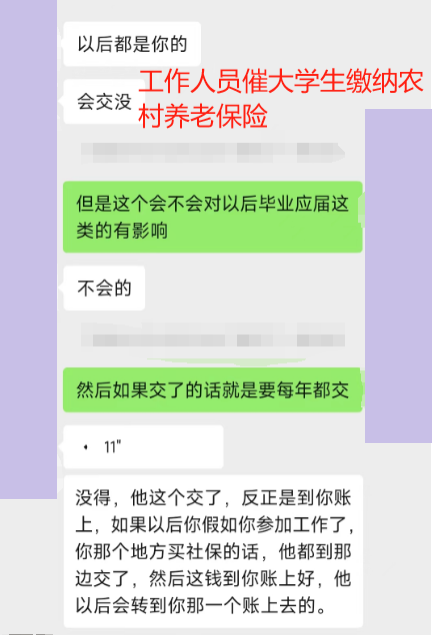 以后都是你的
会交没
工作人员催大学生缴纳农
村养老保险
但是这个会不会对以后毕业应届这
类的有影响
不会的
然后如果交了的话就是要每年都交
11"
没得，他这个交了，反正是到你账
上，如果以后你假如你参加工作了，
你那个地方买社保的话，他都到那
边交了，然后这钱到你账上好，他
以后会转到你那一个账上去的。